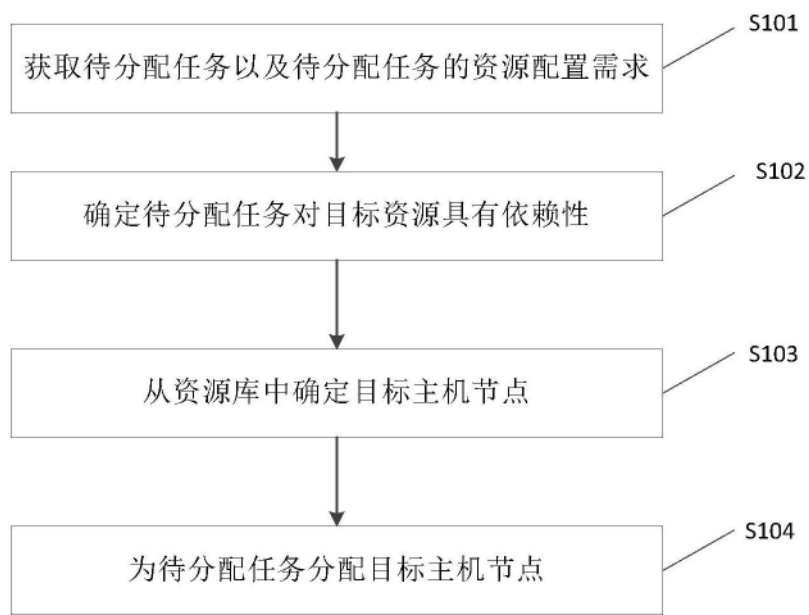 S101
获取待分配任务以及待分配任务的资源配置需求
S102
确定待分配任务对目标资源具有依赖性
S103
从资源库中确定目标主机节点
S104
为待分配任务分配目标主机节点